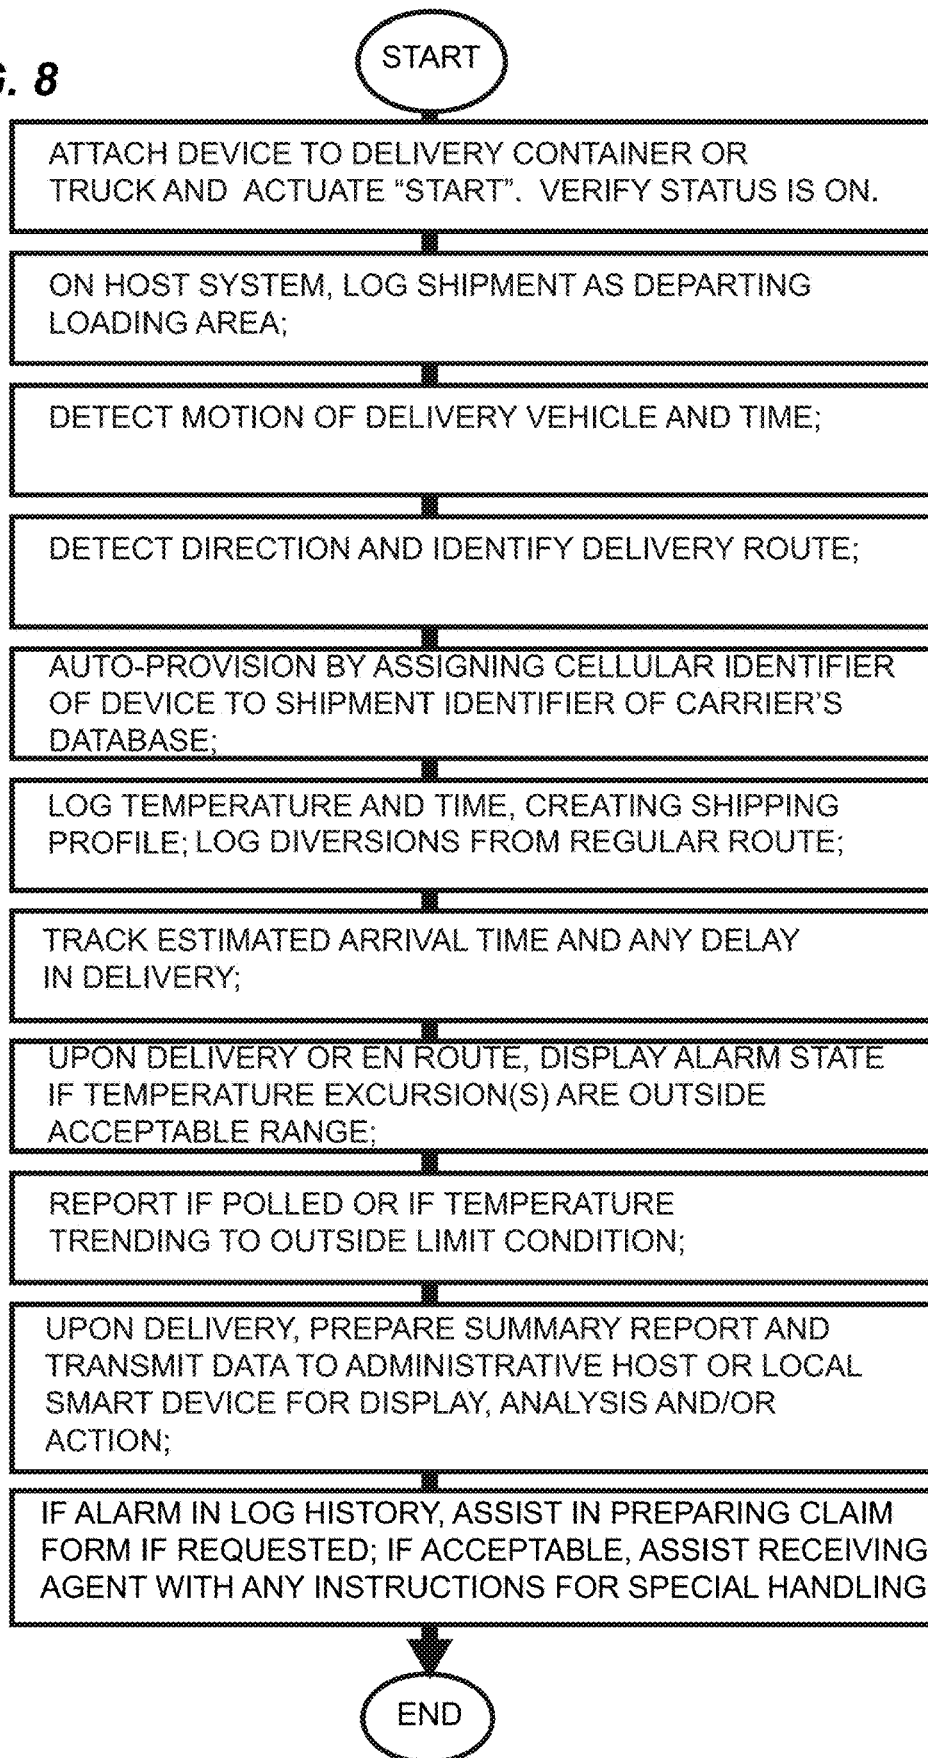 START
G. 8
ATTACH DEVICE TO DELIVERY CONTAINER OR
TRUCK AND ACTUATE “START”. VERIFY STATUS IS ON.
ON HOST SYSTEM, LOG SHIPMENT AS DEPARTING
LOADING AREA;
DETECT MOTION OF DELIVERY VEHICLE AND TIME;
DETECT DIRECTION AND IDENTIFY DELIVERY ROUTE;
AUTO-PROVISION BY ASSIGNING CELLULAR IDENTIFIER
OF DEVICE TO SHIPMENT IDENTIFIER OF CARRIER’S
DATABASE;
LOG TEMPERATURE AND TIME, CREATING SHIPPING
PROFILE; LOG DIVERSIONS FROM REGULAR ROUTE;
TRACK ESTIMATED ARRIVAL TIME AND ANY DELAY
IN DELIVERY;
UPON DELIVERY OR EN ROUTE, DISPLAY ALARM STATE
IF TEMPERATURE EXCURSION(S) ARE OUTSIDE
ACCEPTABLE RANGE;
REPORT IF POLLED OR IF TEMPERATURE
TRENDING TO OUTSIDE LIMIT CONDITION;
UPON DELIVERY, PREPARE SUMMARY REPORT AND
TRANSMIT DATA TO ADMINISTRATIVE HOST OR LOCAL
SMART DEVICE FOR DISPLAY, ANALYSIS AND/OR
ACTION;
IF ALARM IN LOG HISTORY, ASSIST IN PREPARING CLAIM
FORM IF REQUESTED; IF ACCEPTABLE, ASSIST RECEIVING
AGENT WITH ANY INSTRUCTIONS FOR SPECIAL HANDLING
END